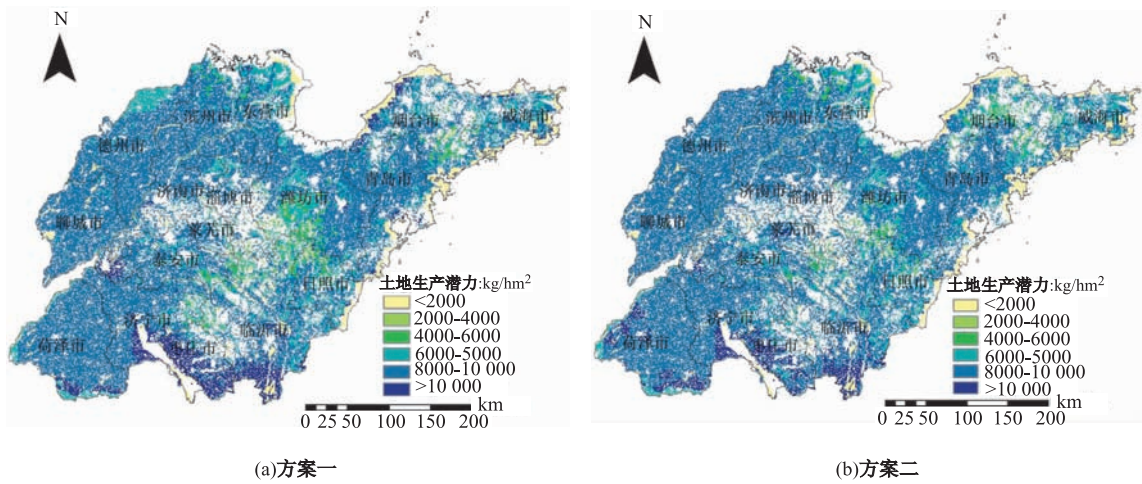 N
滨州市
东营市
烟台市
威海市
德州市
济南市
淄博市
潍坊市
青岛市
聊城市
莱芜市
泰安市
日照市
济宁市
临沂市
菏泽市
枣庄市
土地生产潜力:kg/hm²
<2000
2000-4000
4000-6000
6000-5000
8000-10 000
>10 000
km
0 25 50 100 150 200
(a)方案一
N
滨州市
东营市
烟台市
威海市
德州市
济南市
淄博市
潍坊市
青岛市
聊城市
莱芜市
泰安市
日照市
济宁市
临沂市
菏泽市
枣庄市
土地生产潜力:kg/hm²
<2000
2000-4000
4000-6000
6000-5000
8000-10 000
>10 000
km
0 25 50 100 150 200
(b)方案二